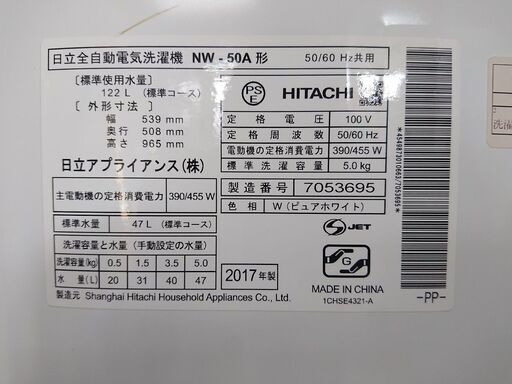 日立全自動電気洗濯機 NW - 50A 形 50/60 Hz共用
〔標準使用水量〕
122 L (標準コース)
〔外形寸法〕
幅 539 mm
奥行 508 mm
高さ 965 mm
日立アプライアンス(株)
主電動機の定格消費電力 390/455 W
標準水量 47 L (標準コース)
洗濯容量と水量 (手動設定の水量)
洗濯容量(kg) 0.5 1.5 3.5 5.0
水量(L) 20 31 40 47
2017年製
製造元 Shanghai Hitachi Household Appliances Co., Ltd.
PS
E
HITACHI
定格電圧 100 V
定格周波数 50/60 Hz
電動機の定格消費電力 390/455 W
標準洗濯容量 5.0 kg
製造番号 7053695
色相 W (ピュアホワイト)
S JET
G
MADE IN CHINA
1CHSE4321-A
*4549873010663/7053695*
-PP-
洗濯